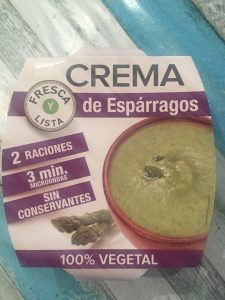 CREMA
de Espárragos
FRESCA
Y
LISTA
2 RACIONES
3 min.
MICROONDAS
SIN
CONSERVANTES
100% VEGETAL